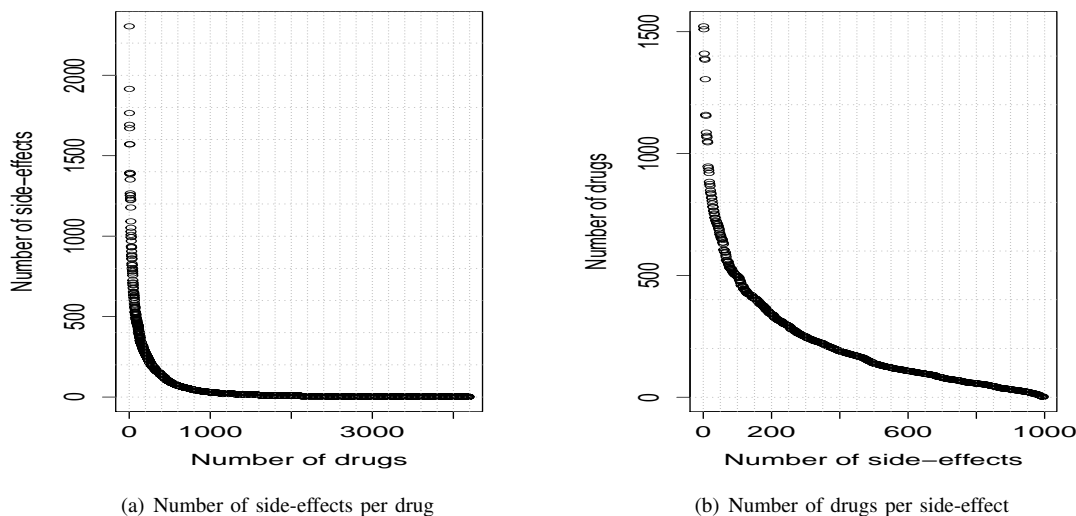 Number of side-effects
2000
1500
1000
500
0
0
1000
3000
Number of drugs
(a) Number of side-effects per drug
Number of drugs
1500
1000
500
0
0
200
600
1000
Number of side-effects
(b) Number of drugs per side-effect